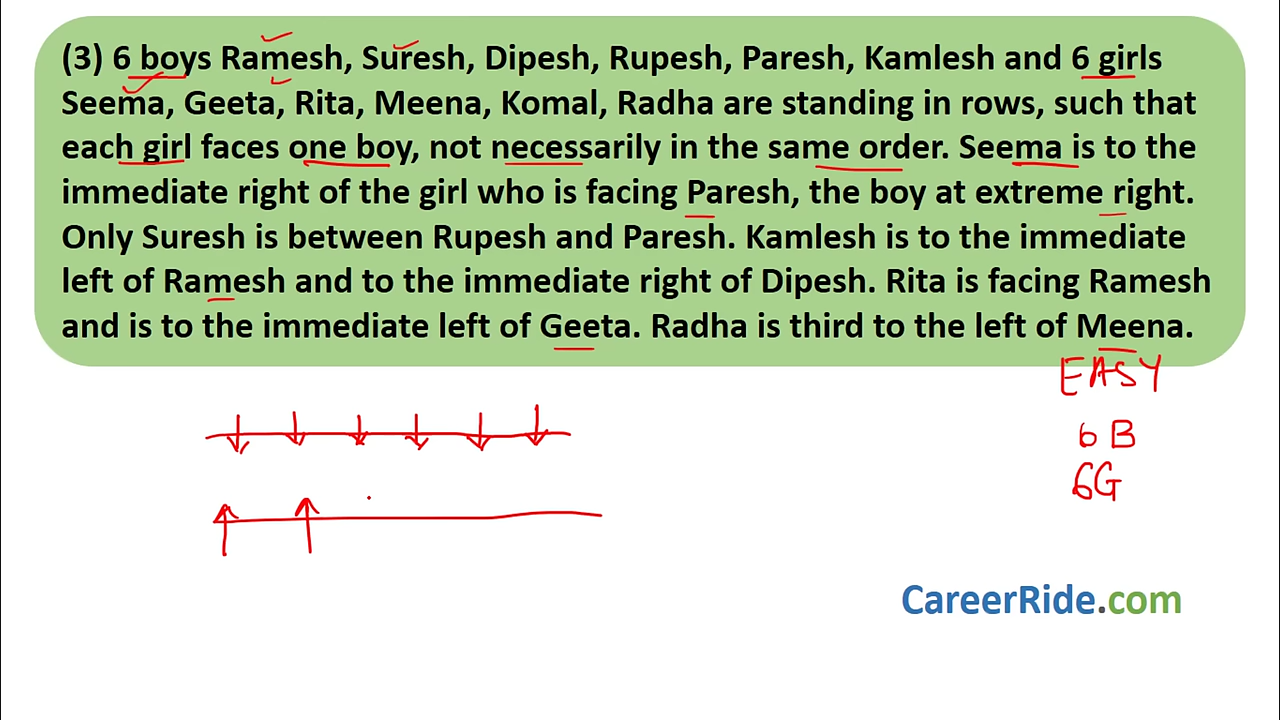 (3) 6 boys Ramesh, Suresh, Dipesh, Rupesh, Paresh, Kamlesh and 6 girls
Seema, Geeta, Rita, Meena, Komal, Radha are standing in rows, such that
each girl faces one boy, not necessarily in the same order. Seema is to the
immediate right of the girl who is facing Paresh, the boy at extreme right.
Only Suresh is between Rupesh and Paresh. Kamlesh is to the immediate
left of Ramesh and to the immediate right of Dipesh. Rita is facing Ramesh
and is to the immediate left of Geeta. Radha is third to the left of Meena.
EASY
6 B
6G
CareerRide.com